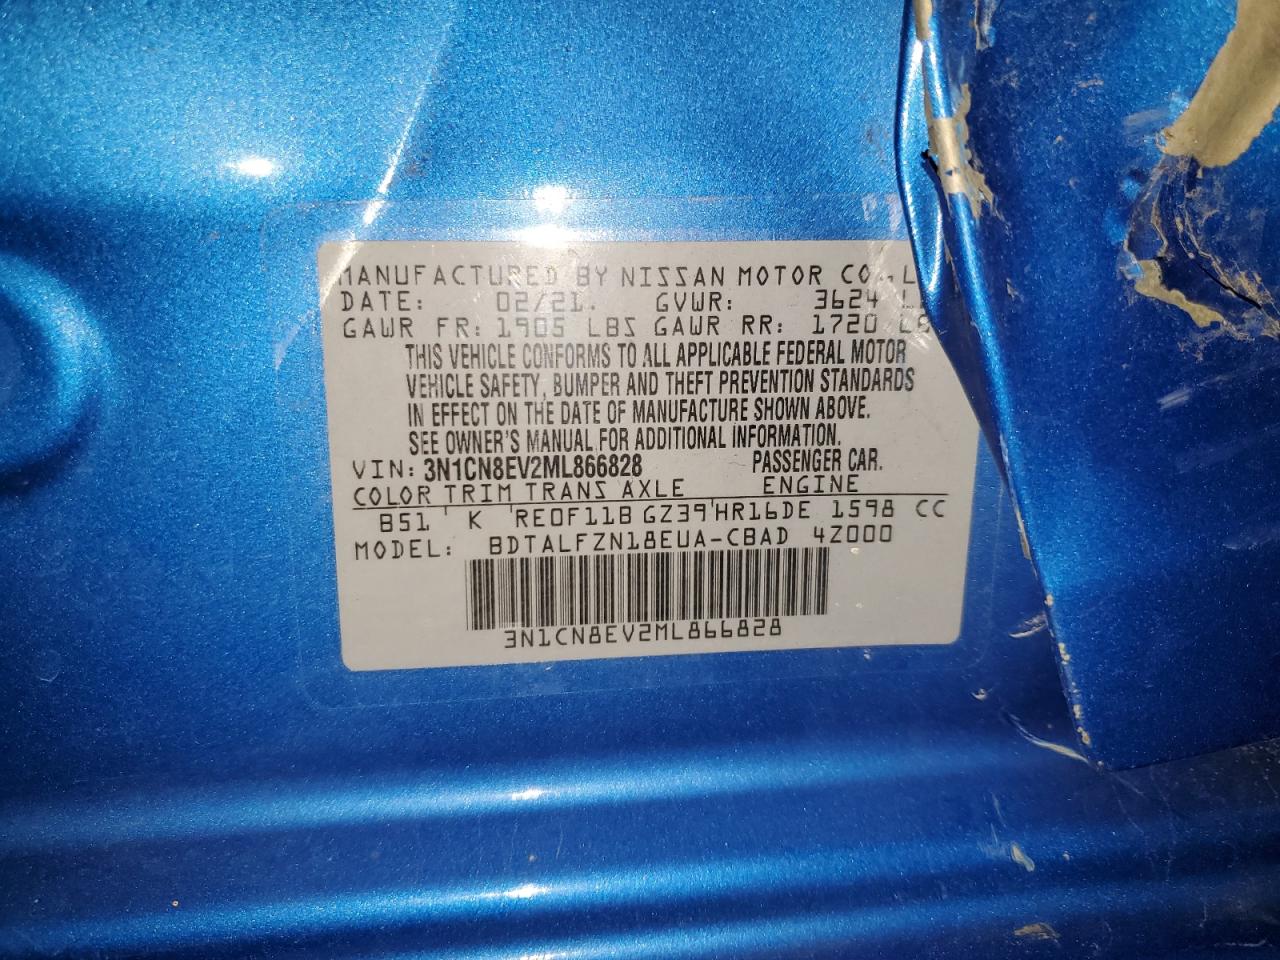 MANUFACTURED BY NISSAN MOTOR CO.,
DATE: 02/21. GVWR: 3624
GAWR FR: 1905 LBS GAWR RR: 1720
THIS VEHICLE CONFORMS TO ALL APPLICABLE FEDERAL MOTOR
VEHICLE SAFETY, BUMPER AND THEFT PREVENTION STANDARDS
IN EFFECT ON THE DATE OF MANUFACTURE SHOWN ABOVE.
SEE OWNER'S MANUAL FOR ADDITIONAL INFORMATION.
VIN: 3N1CN8EV2ML866828 PASSENGER CAR.
COLOR TRIM TRANS AXLE ENGINE
B51 K RE0F11B GZ39 HR16DE 1598 CC
MODEL: BDTALFZN18EUA-CBAD 4Z000
3N1CN8EV2ML866828